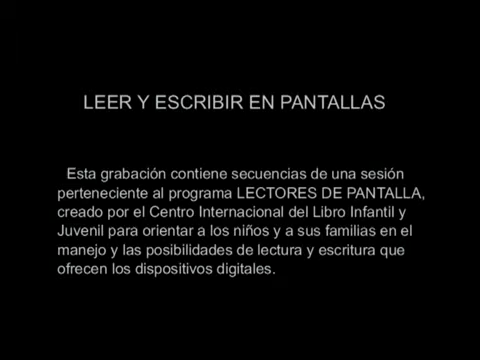 LEER Y ESCRIBIR EN PANTALLAS
Esta grabación contiene secuencias de una sesión
perteneciente al programa LECTORES DE PANTALLA,
creado por el Centro Internacional del Libro Infantil y
Juvenil para orientar a los niños y a sus familias en el
manejo y las posibilidades de lectura y escritura que
ofrecen los dispositivos digitales.